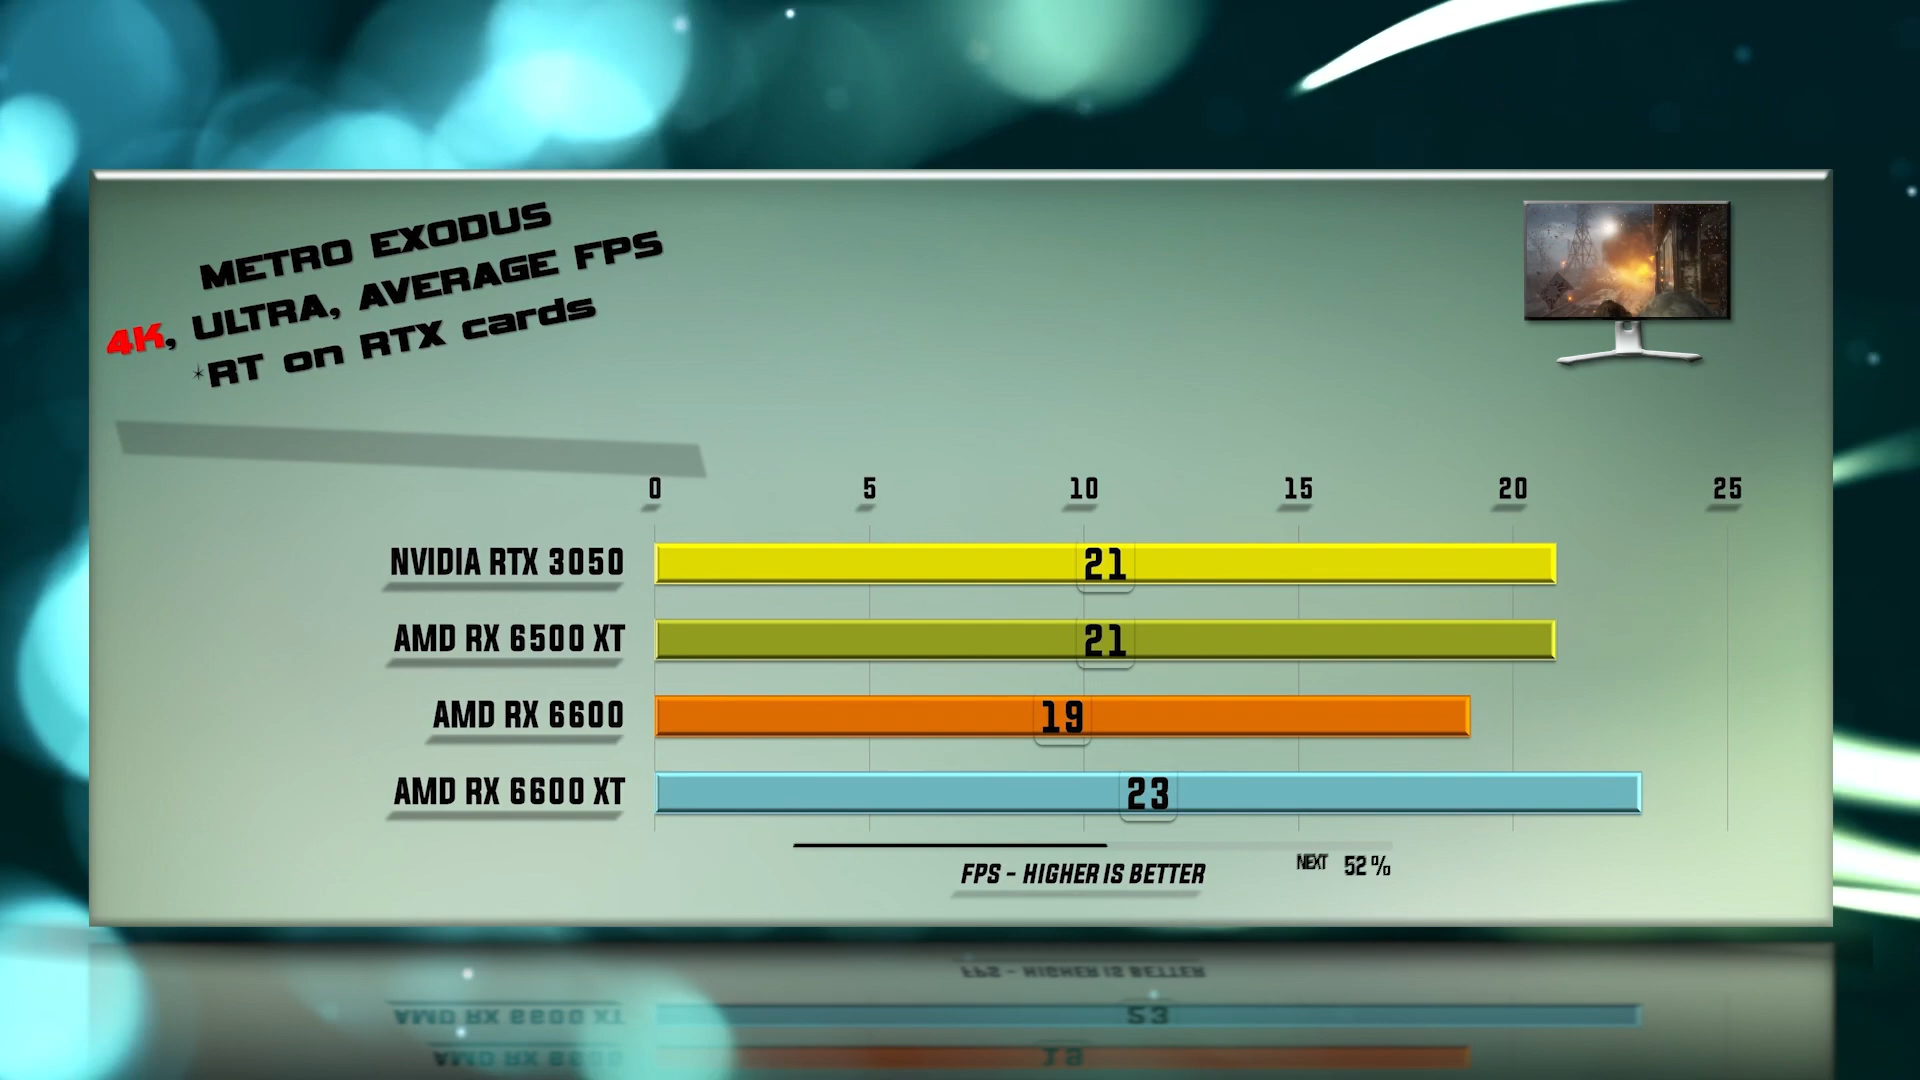 METRO EXODUS
4K, ULTRA, AVERAGE FPS
*RT on RTX cards
0 5 10 15 20 25
NVIDIA RTX 3050 21
AMD RX 6500 XT 21
AMD RX 6600 19
AMD RX 6600 XT 23
FPS - HIGHER IS BETTER
NEXT 52%